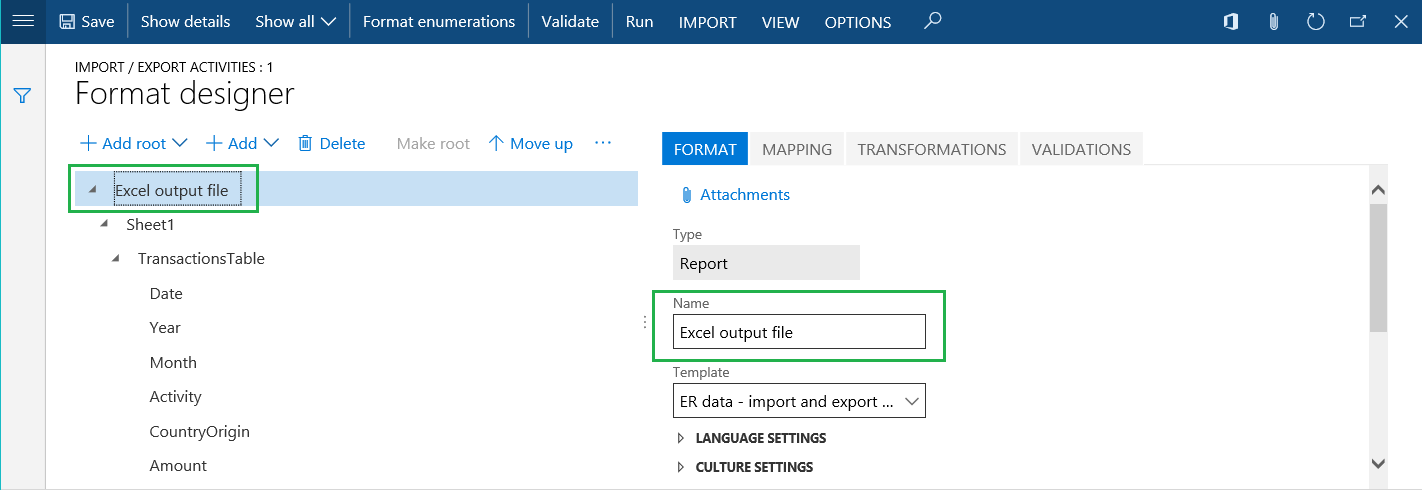 Save Show details Show all Format enumerations Validate Run IMPORT VIEW OPTIONS
IMPORT / EXPORT ACTIVITIES : 1
Format designer
Add root Add Delete Make root Move up ...
Excel output file
Sheet1
TransactionsTable
Date
Year
Month
Activity
CountryOrigin
Amount
FORMAT MAPPING TRANSFORMATIONS VALIDATIONS
Attachments
Type
Report
Name
Excel output file
Template
ER data - import and export ...
LANGUAGE SETTINGS
CULTURE SETTINGS